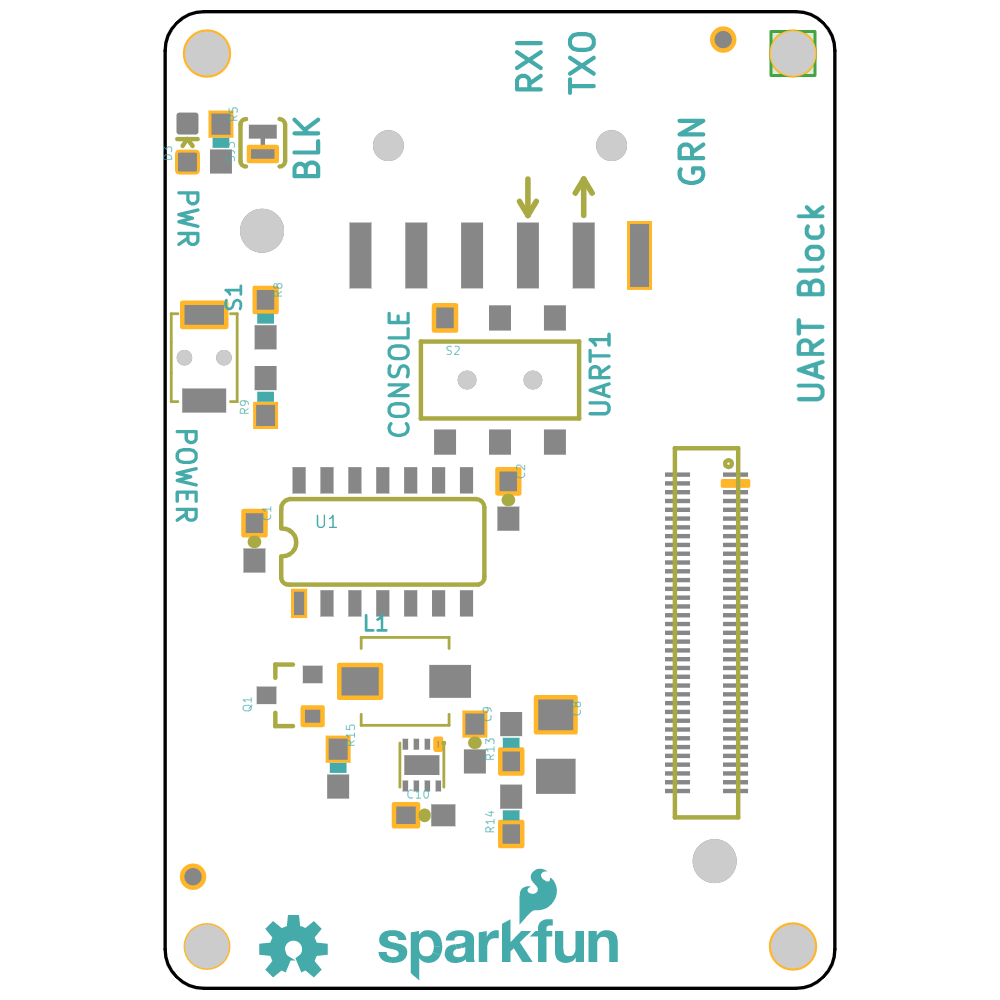 RXI
TXO
R5
D3
JS3
BLK
GRN
PWR
UART Block
S1
R8
CONSOLE
S2
UART1
R9
POWER
C2
C1
U1
L1
Q1
C9
C8
R15
R13
C10
R14
sparkfun